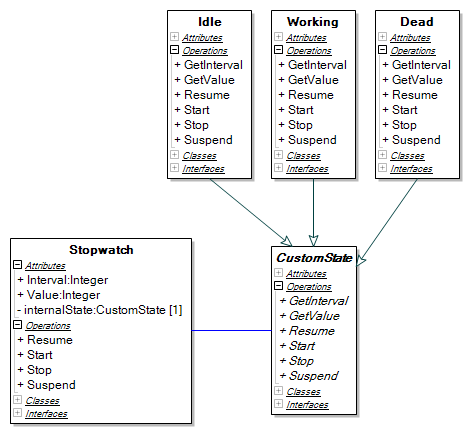 Idle
Attributes
Operations
+ GetInterval
+ GetValue
+ Resume
+ Start
+ Stop
+ Suspend
Classes
Interfaces
Working
Attributes
Operations
+ GetInterval
+ GetValue
+ Resume
+ Start
+ Stop
+ Suspend
Classes
Interfaces
Dead
Attributes
Operations
+ GetInterval
+ GetValue
+ Resume
+ Start
+ Stop
+ Suspend
Classes
Interfaces
Stopwatch
Attributes
+ Interval:Integer
+ Value:Integer
- internalState:CustomState [1]
Operations
+ Resume
+ Start
+ Stop
+ Suspend
Classes
Interfaces
CustomState
Attributes
Operations
+ GetInterval
+ GetValue
+ Resume
+ Start
+ Stop
+ Suspend
Classes
Interfaces